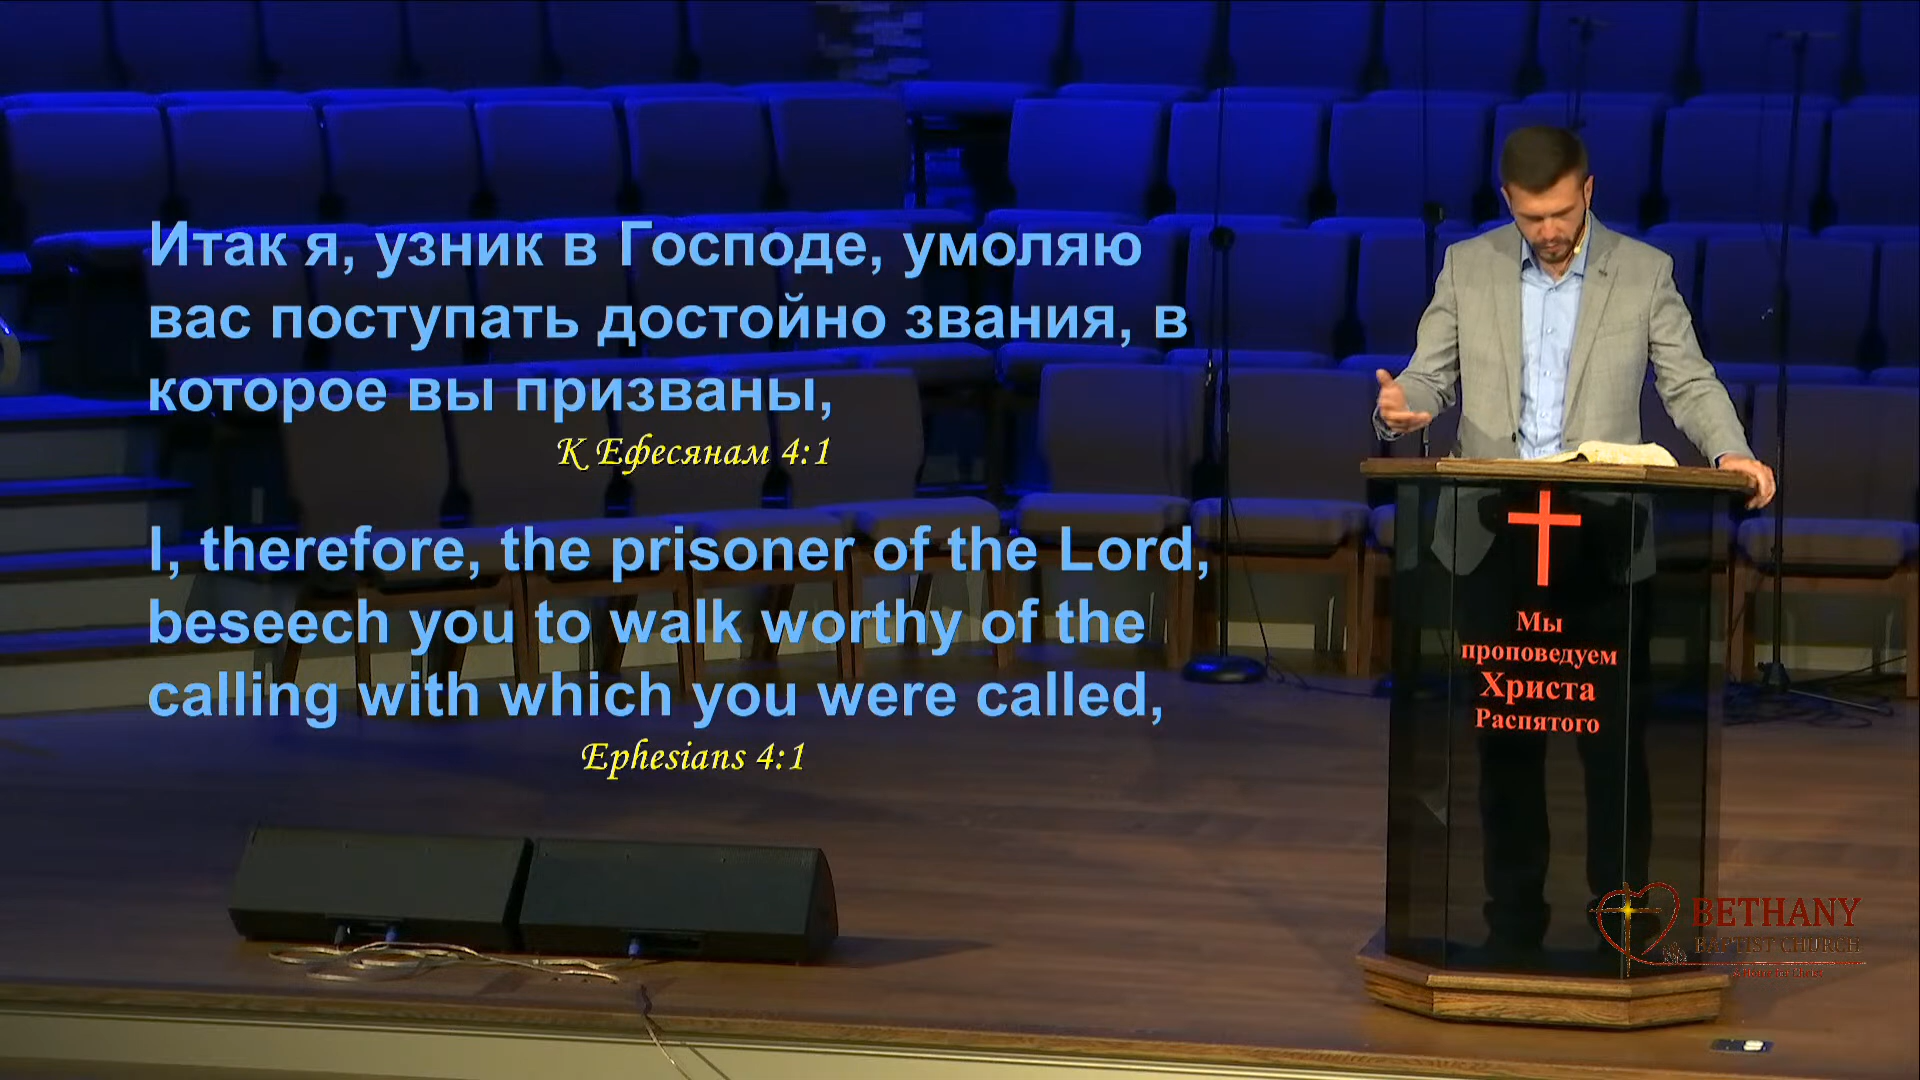 Итак я, узник в Господе, умоляю
вас поступать достойно звания, в
которое вы призваны,
К Ефесянам 4:1
I, therefore, the prisoner of the Lord,
beseech you to walk worthy of the
calling with which you were called,
Ephesians 4:1
Мы
проповедуем
Христа
Распятого
BETHANY
BAPTIST CHURCH